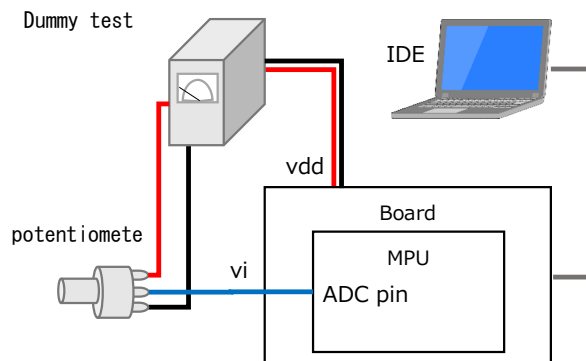 Dummy test
IDE
vdd
Board
potentiomete
MPU
vi
ADC pin